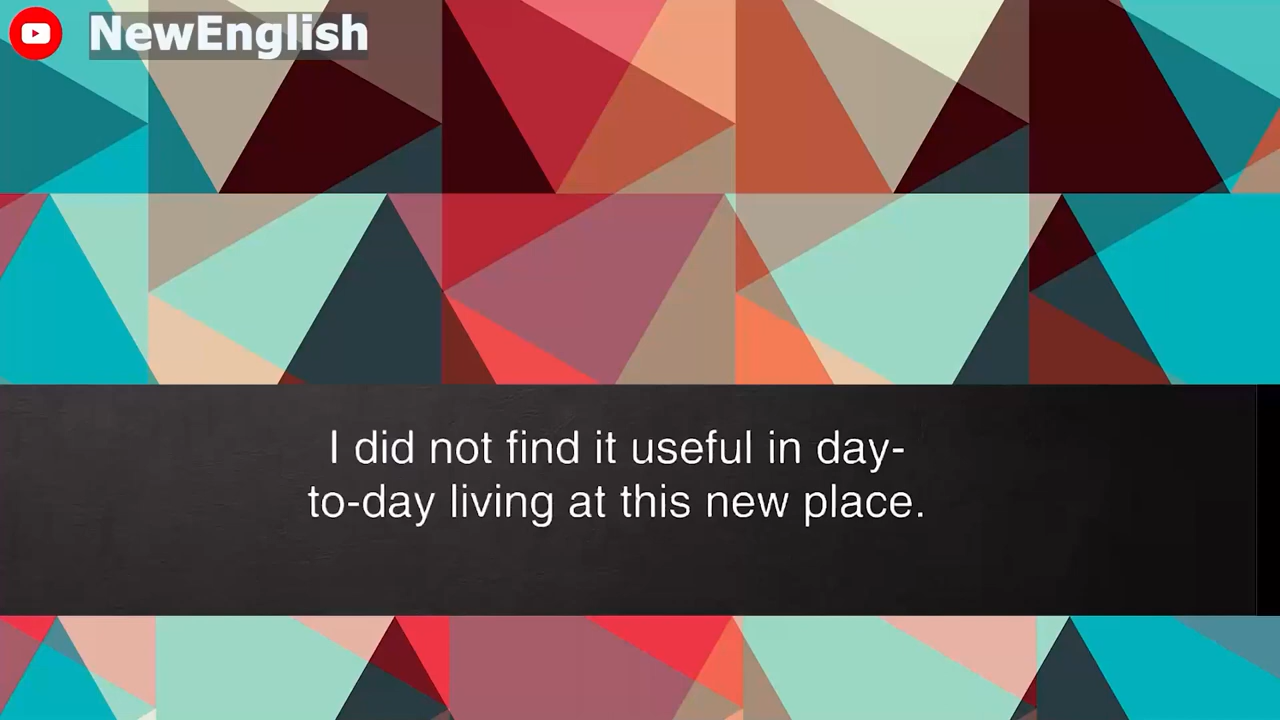 NewEnglish
I did not find it useful in day-
to-day living at this new place.